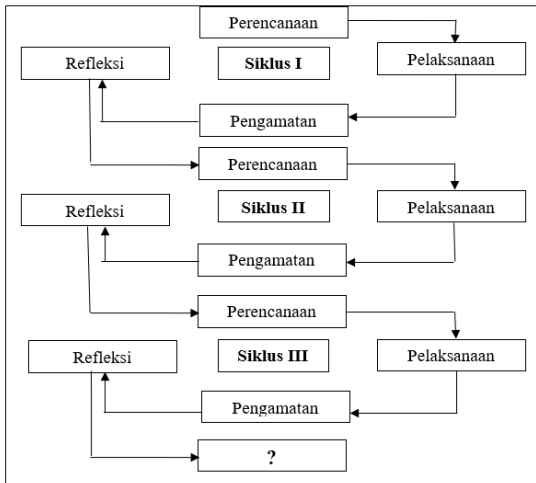 Perencanaan
Refleksi
Siklus I
Pelaksanaan
Pengamatan
Perencanaan
Refleksi
Siklus II
Pelaksanaan
Pengamatan
Perencanaan
Refleksi
Siklus III
Pelaksanaan
Pengamatan
?